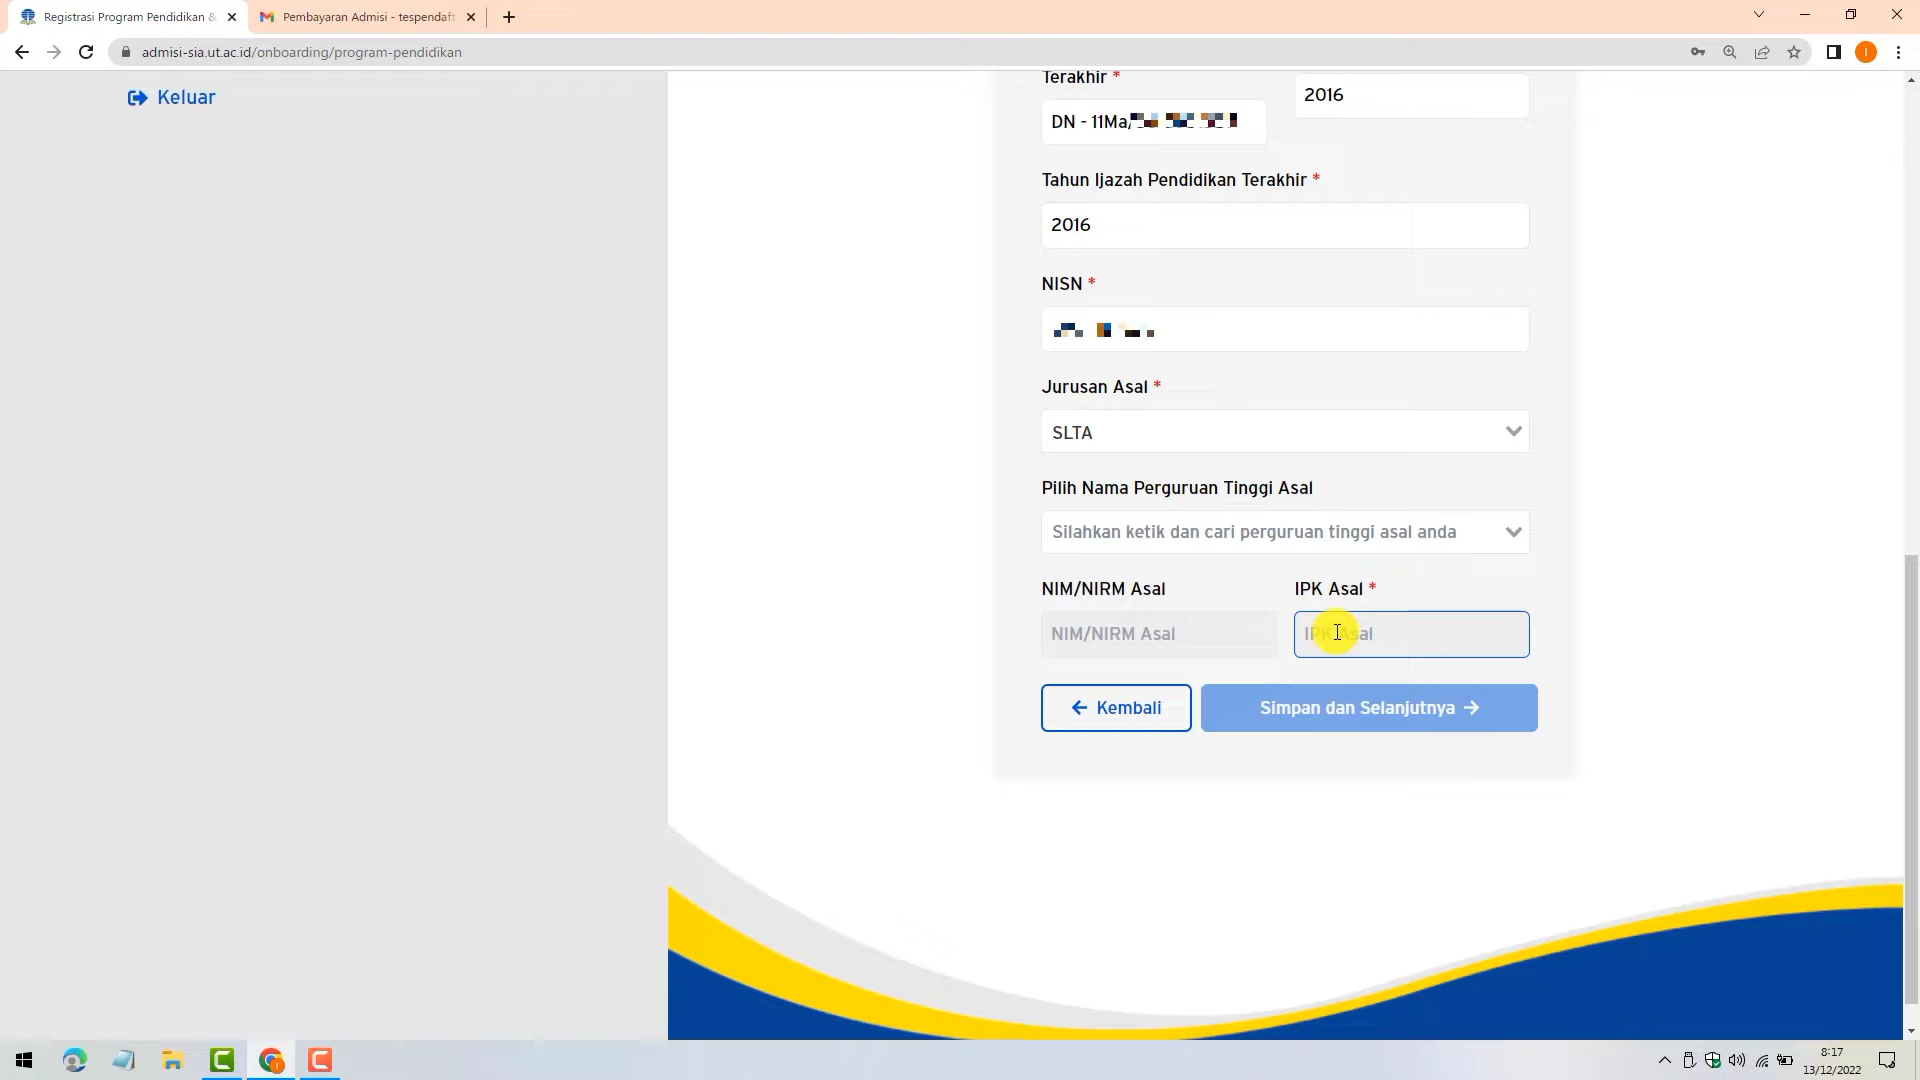 Registrasi Program Pendidikan &
Pembayaran Admisi - tespendaft
admisi-sia.ut.ac.id/onboarding/program-pendidikan
I
Keluar
Terakhir *
2016
DN - 11Ma/
Tahun Ijazah Pendidikan Terakhir *
2016
NISN *
Jurusan Asal *
SLTA
Pilih Nama Perguruan Tinggi Asal
Silahkan ketik dan cari perguruan tinggi asal anda
NIM/NIRM Asal
IPK Asal *
NIM/NIRM Asal
IPK Asal
Kembali
Simpan dan Selanjutnya
8:17
13/12/2022